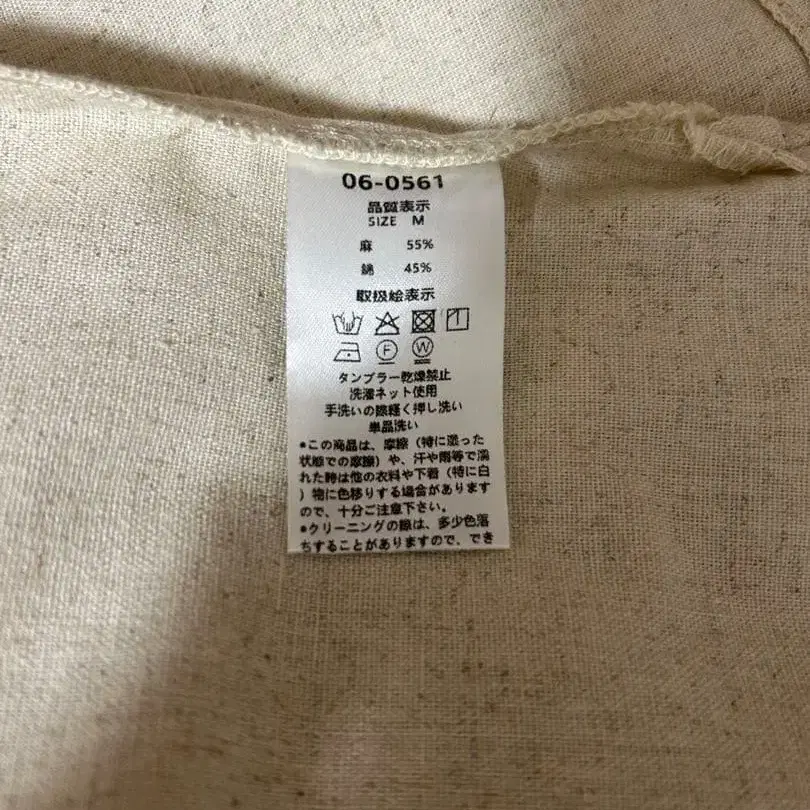 06-0561
品質表示
SIZE M
麻 55%
綿 45%
取扱絵表示
F W
タンブラー乾燥禁止
洗濯ネット使用
手洗いの際軽く押し洗い
単品洗い
●この商品は、摩擦（特に湿った
状態での摩擦）や、汗や雨等で濡
れた時は他の衣料や下着（特に白
）物に色移りする場合があります
ので、十分ご注意下さい。
●クリーニングの際は、多少色落
ちすることがありますので、でき